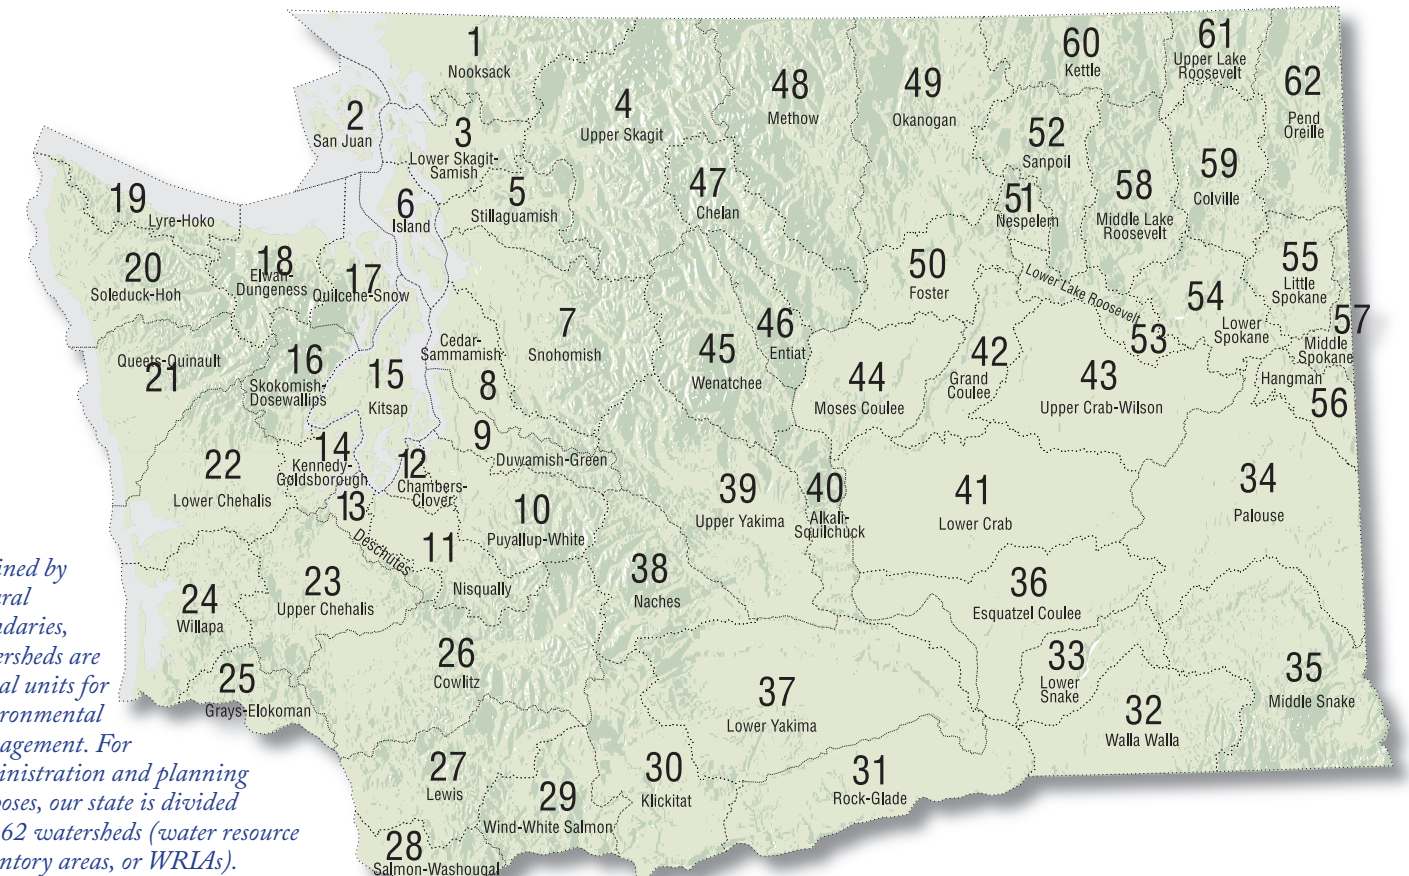 1
Nooksack
2
San Juan
3
Lower Skagit-
Samish
4
Upper Skagit
5
Stillaguamish
6
Island
7
Snohomish
Cedar-
Sammamish
8
9
Duwamish-Green
10
Puyallup-White
11
Nisqually
12
Chambers-
Clover
13
Deschutes
14
Kennedy-
Goldsborough
15
Kitsap
16
Skokomish-
Dosewallips
17
Quilcene-Snow
18
Elwah-
Dungeness
19
Lyre-Hoko
20
Soleduck-Hoh
Queets-Quinault
21
22
Lower Chehalis
23
Upper Chehalis
24
Willapa
25
Grays-Elokoman
26
Cowlitz
27
Lewis
28
Salmon-Washougal
29
Wind-White Salmon
30
Klickitat
31
Rock-Glade
32
Walla Walla
33
Lower
Snake
34
Palouse
35
Middle Snake
36
Esquatzel Coulee
37
Lower Yakima
38
Naches
39
Upper Yakima
40
Alkali-
Squilchuck
41
Lower Crab
42
Grand
Coulee
43
Upper Crab-Wilson
44
Moses Coulee
45
Wenatchee
46
Entiat
47
Chelan
48
Methow
49
Okanogan
50
Foster
51
Nespelem
52
Sanpoil
Lower Lake Roosevelt
53
54
Lower
Spokane
55
Little
Spokane
57
Middle
Spokane
Hangmah
56
58
Middle Lake
Roosevelt
59
Colville
60
Kettle
61
Upper Lake
Roosevelt
62
Pend
Oreille
ined by
ural
ndaries,
ersheds are
al units for
ironmental
agement. For
inistration and planning
oses, our state is divided
62 watersheds (water resource
ntory areas, or WRIAs).